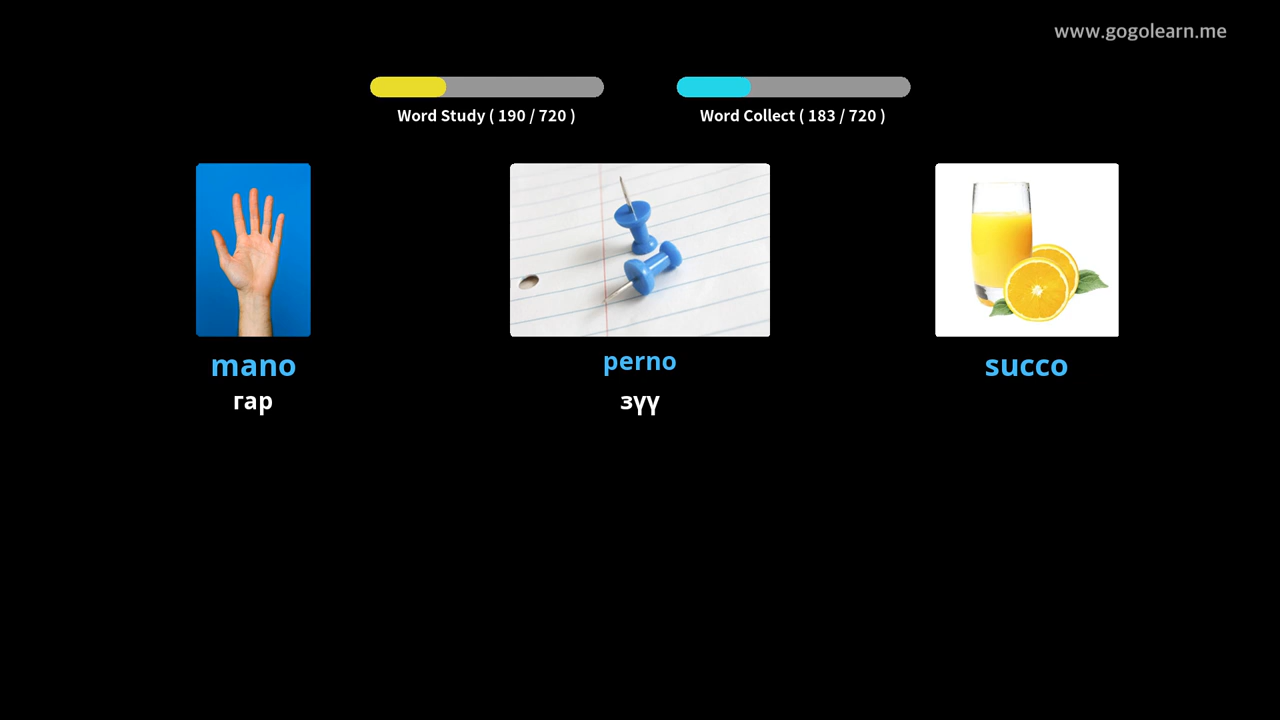 www.gogolearn.me
Word Study ( 190 / 720 )
Word Collect ( 183 / 720 )
mano
perno
succo
гар
зүү